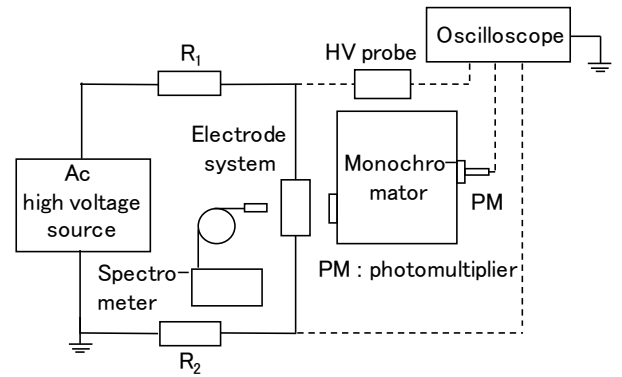 Oscilloscope
R1
HV probe
Electrode
system
Monochro-
mator
Ac
high voltage
source
PM
Spectro-
meter
PM : photomultiplier
R2